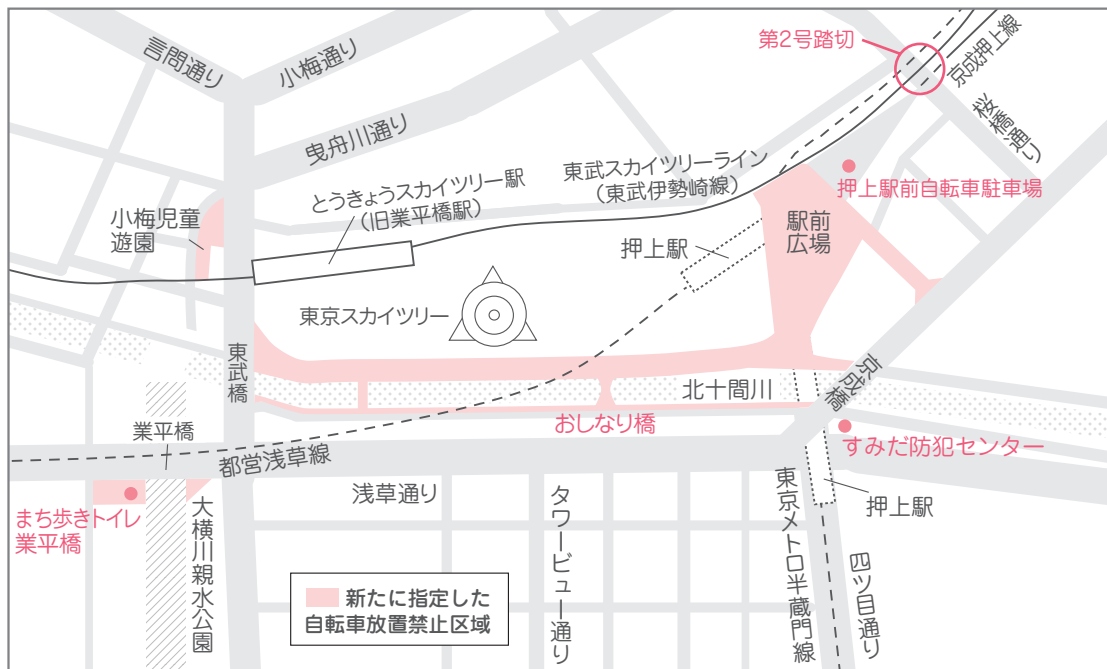 第2号踏切
言問通り
小梅通り
京成押上線
桜橋通り
曳舟川通り
東武スカイツリーライン
（東武伊勢崎線）
押上駅前自転車駐車場
とうきょうスカイツリー駅
（旧業平橋駅）
小梅児童
遊園
駅前
広場
押上駅
東京スカイツリー
東武橋
北十間川
京成橋
おしなり橋
業平橋
都営浅草線
すみだ防犯センター
浅草通り
押上駅
まち歩きトイレ
業平橋
大横川親水公園
タワービュー通り
東京メトロ半蔵門線
四ツ目通り
新たに指定した
自転車放置禁止区域